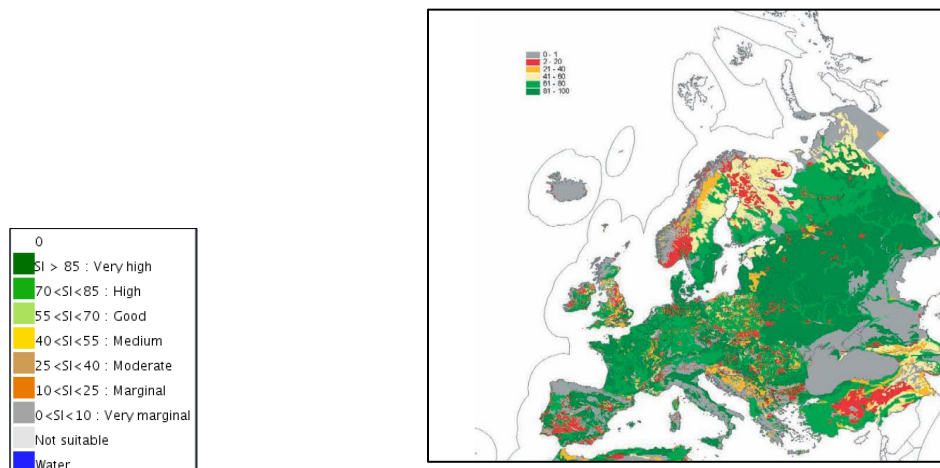 0 - 1
2 - 20
21 - 40
41 - 60
61 - 80
81 - 100
0
SI > 85 : Very high
70<SI<85 : High
55<SI<70 : Good
40<SI<55 : Medium
25<SI<40 : Moderate
10<SI<25 : Marginal
0<SI<10 : Very marginal
Not suitable
Water